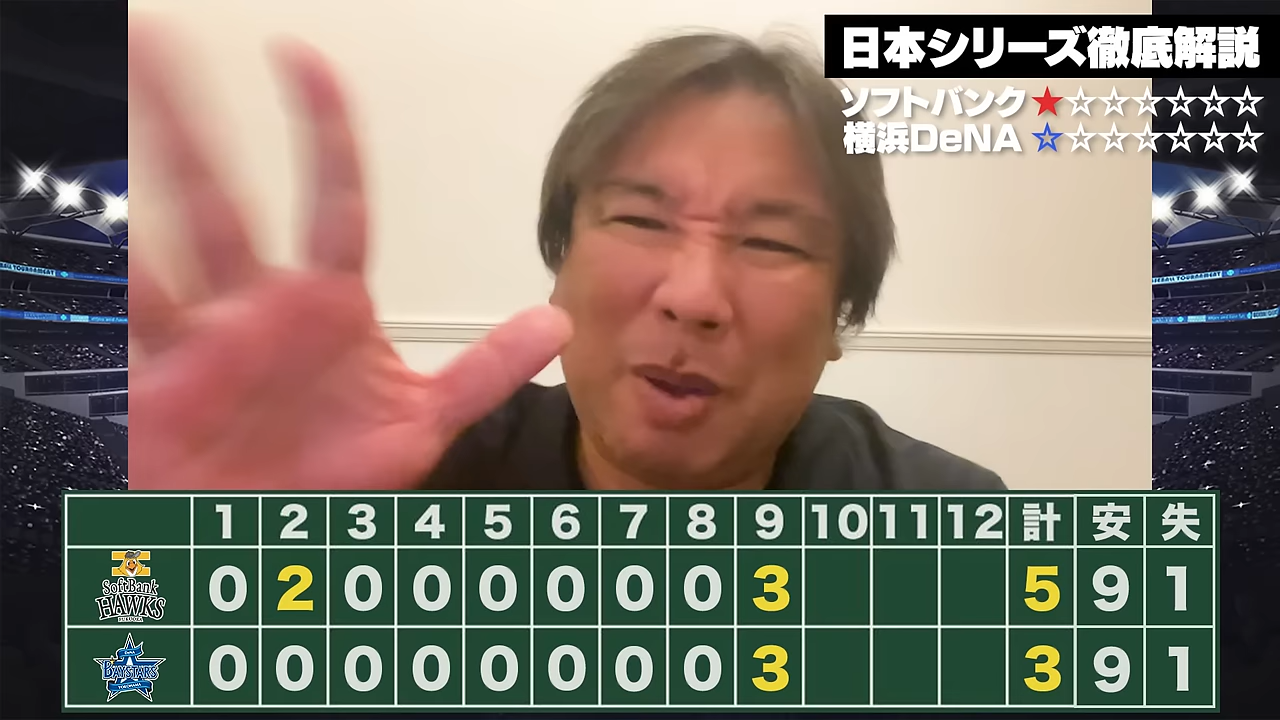 日本シリーズ徹底解説
ソフトバンク ★☆☆☆☆☆☆
横浜DeNA ☆☆☆☆☆☆☆
1 2 3 4 5 6 7 8 9 10 11 12 計 安 失
SoftBank HAWKS 0 2 0 0 0 0 0 0 3 5 9 1
BAYSTARS 0 0 0 0 0 0 0 0 3 3 9 1